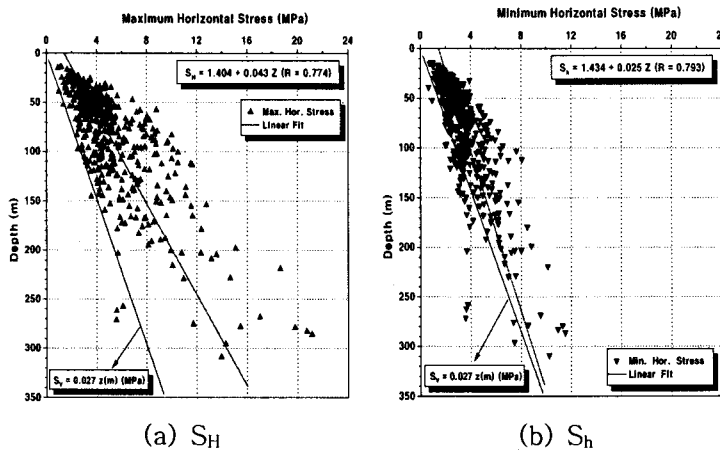 Maximum Horizontal Stress (MPa)
0 4 8 12 16 20 24
S_H = 1.404 + 0.043 Z (R = 0.774)
▲ Max. Hor. Stress
Linear Fit
Depth (m)
0
50
100
150
200
250
300
350
S_v = 0.027 z(m) (MPa)
(a) S_H
Minimum Horizontal Stress (MPa)
0 4 8 12 16 20 24
S_h = 1.434 + 0.025 Z (R = 0.793)
Depth (m)
0
50
100
150
200
250
300
350
S_v = 0.027 z(m) (MPa)
▼ Min. Hor. Stress
Linear Fit
(b) S_h